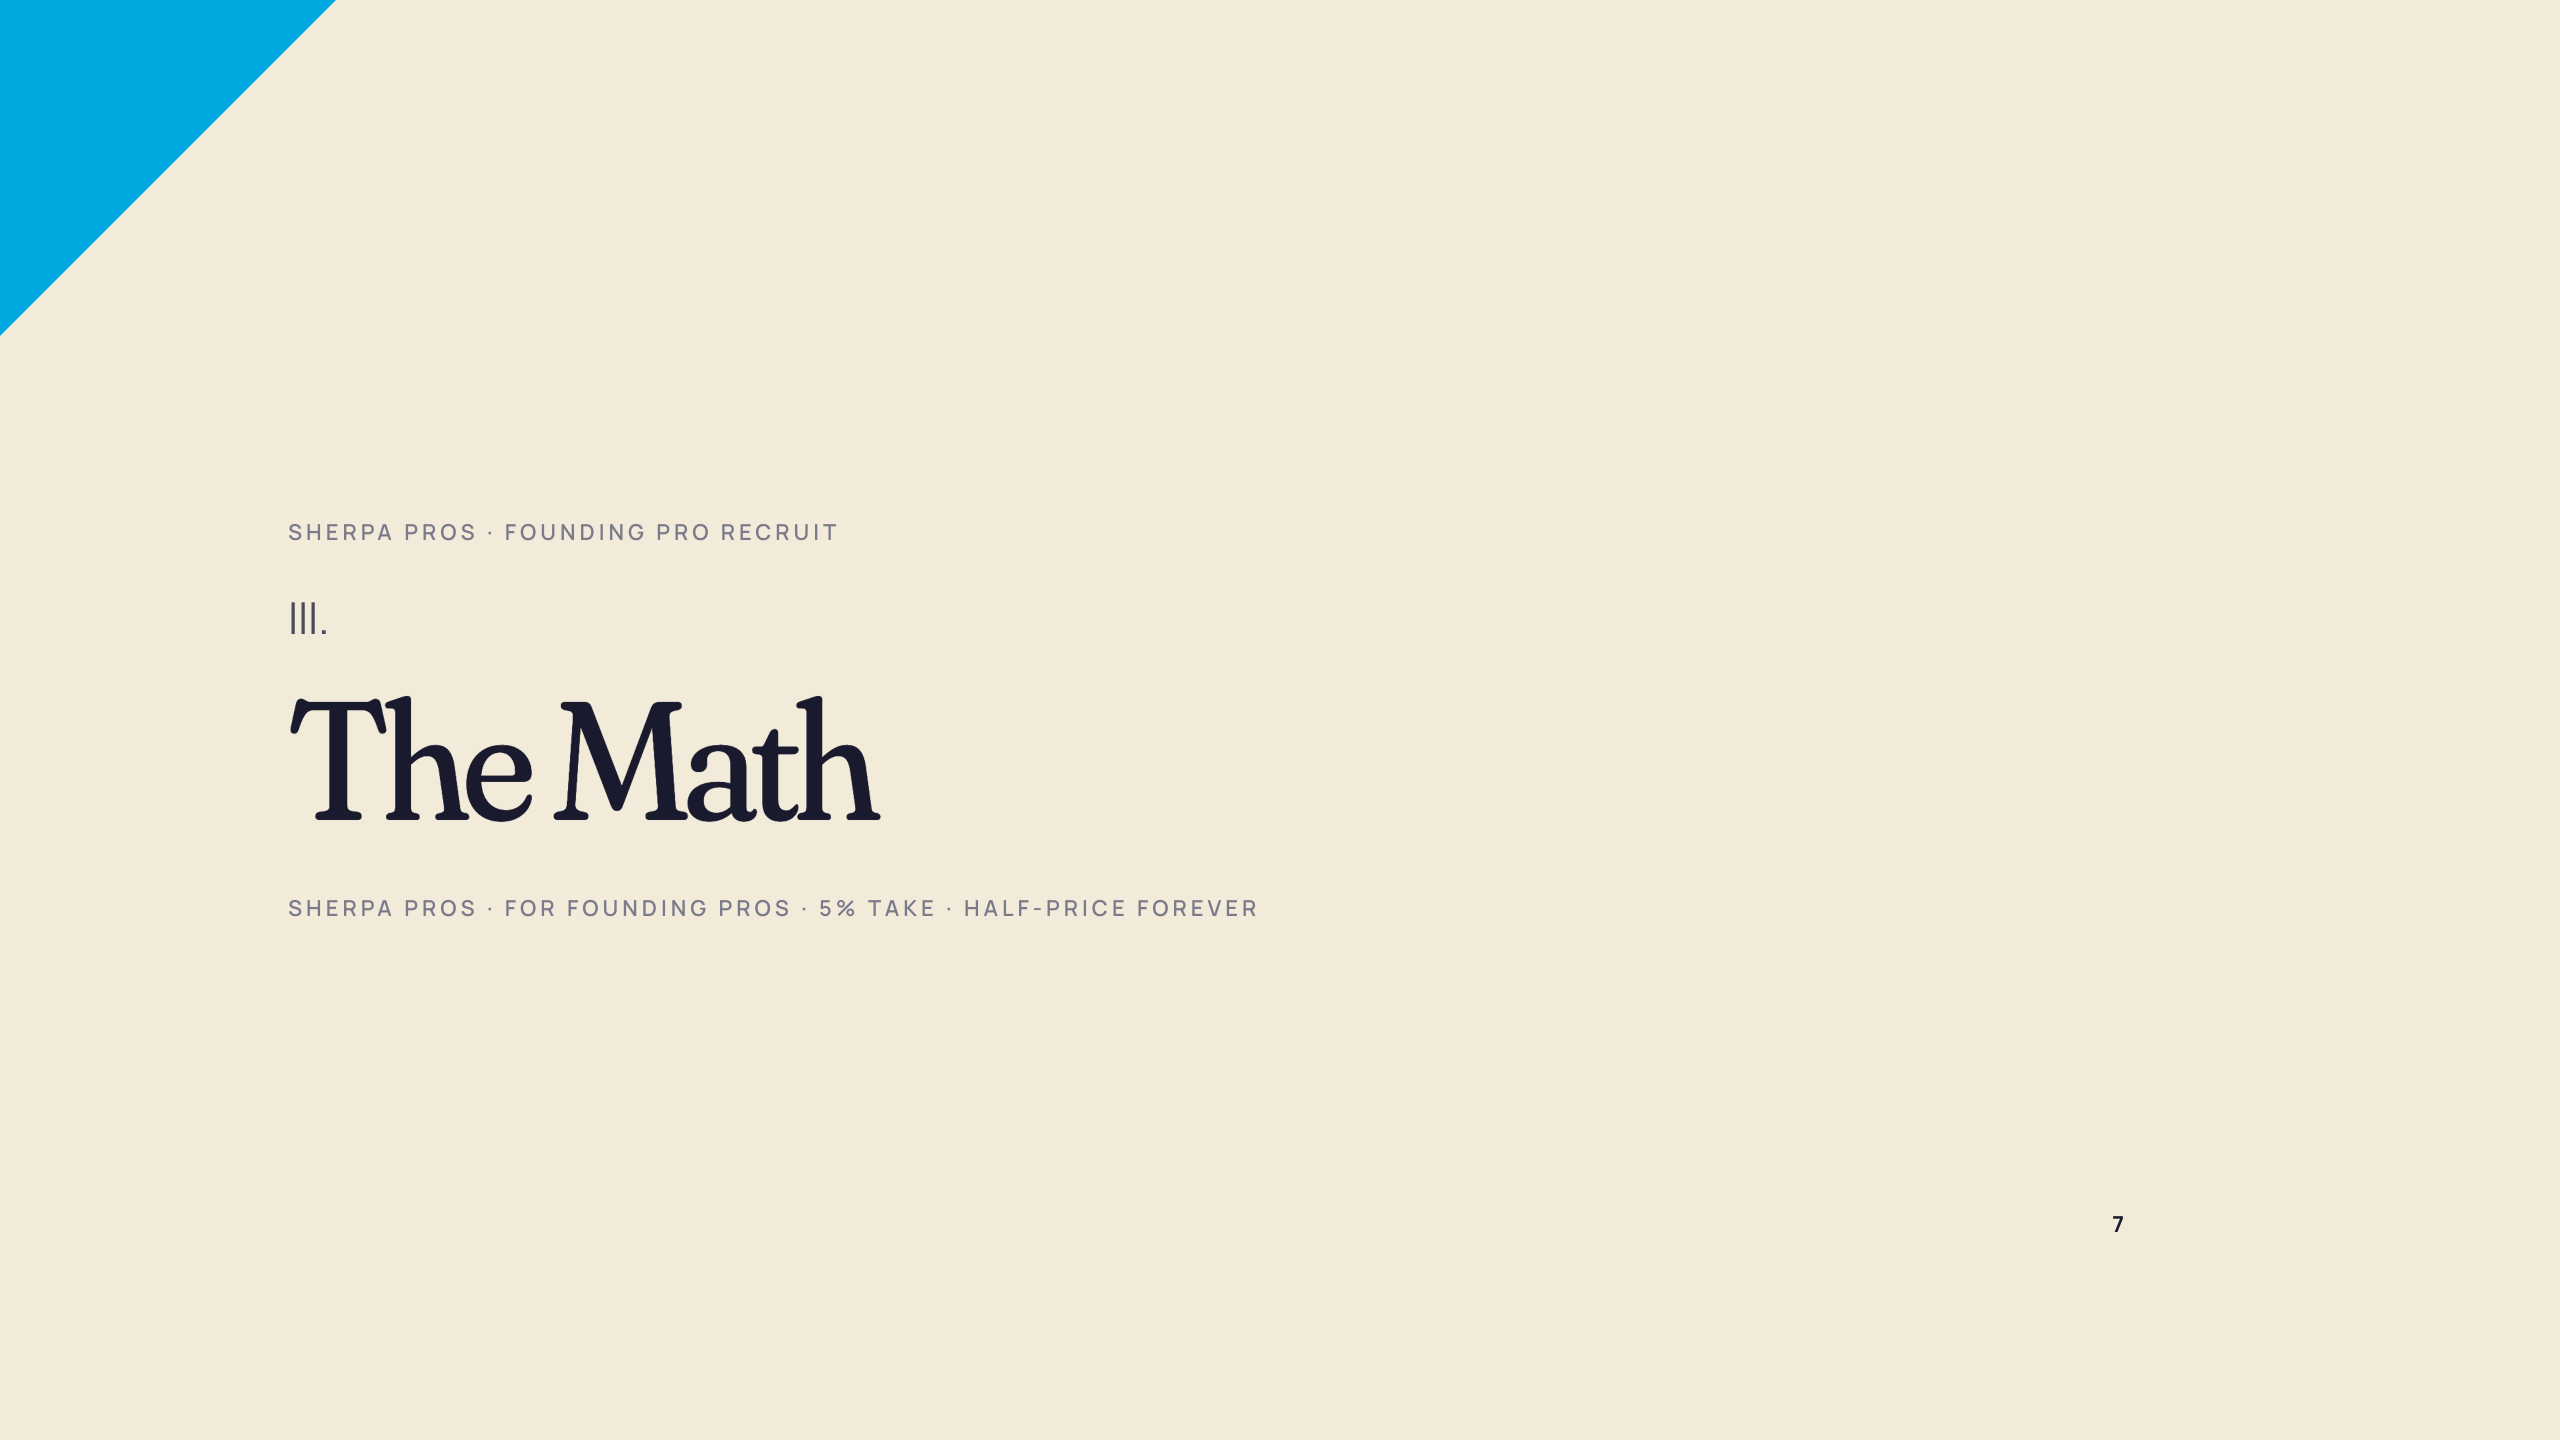 SHERPA PROS · FOUNDING PRO RECRUIT
III.
The Math
SHERPA PROS · FOR FOUNDING PROS · 5% TAKE · HALF-PRICE FOREVER
7